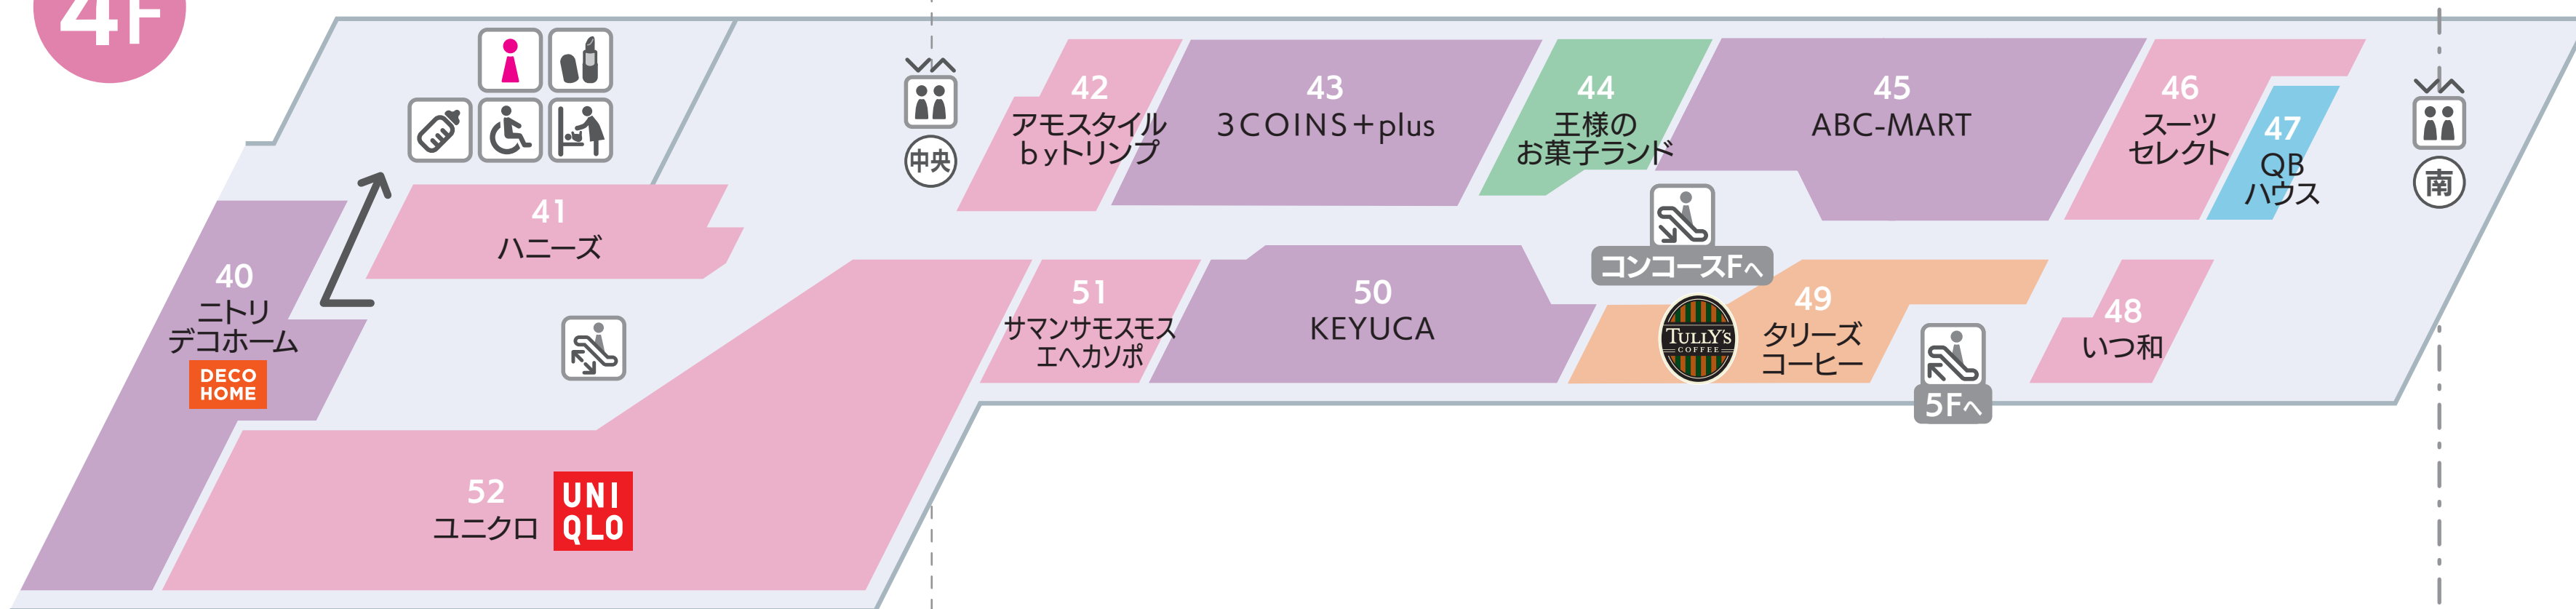 4F
40
ニトリ
デコホーム
DECO
HOME
41
ハニーズ
中央
42
アモスタイル
byトリンプ
43
3COINS+plus
44
王様の
お菓子ランド
45
ABC-MART
46
スーツ
セレクト
47
QB
ハウス
南
コンコースFへ
48
いつ和
49
タリーズ
コーヒー
TULLY'S
COFFEE
5Fへ
50
KEYUCA
51
サマンサモスモス
エヘカソポ
52
ユニクロ
UNI
QLO